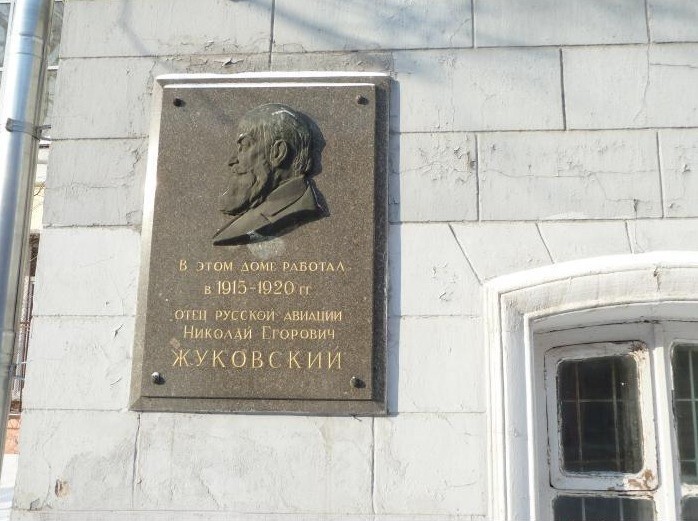 В ЭТОМ ДОМЕ РАБОТАЛ
В 1915-1920 ГГ
ОТЕЦ РУССКОЙ АВИАЦИИ
НИКОЛАЙ ЕГОРОВИЧ
ЖУКОВСКИЙ